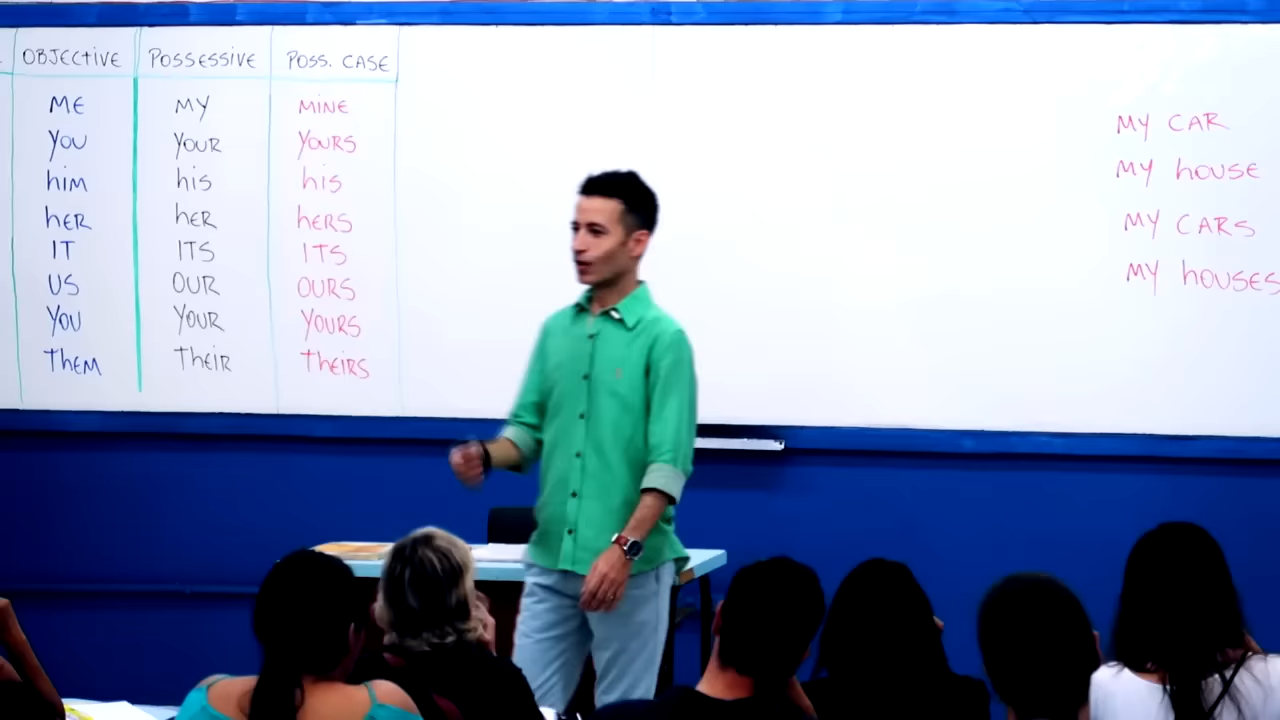 OBJECTIVE POSSESSIVE POSS. CASE
ME MY MINE
YOU YOUR YOURS
him his his
hER hER hERS
IT ITS ITS
US OUR OURS
YOU YOUR YOURS
ThEM ThEIR ThEIRS
MY CAR
MY hOUSE
MY CARS
MY hOUSES